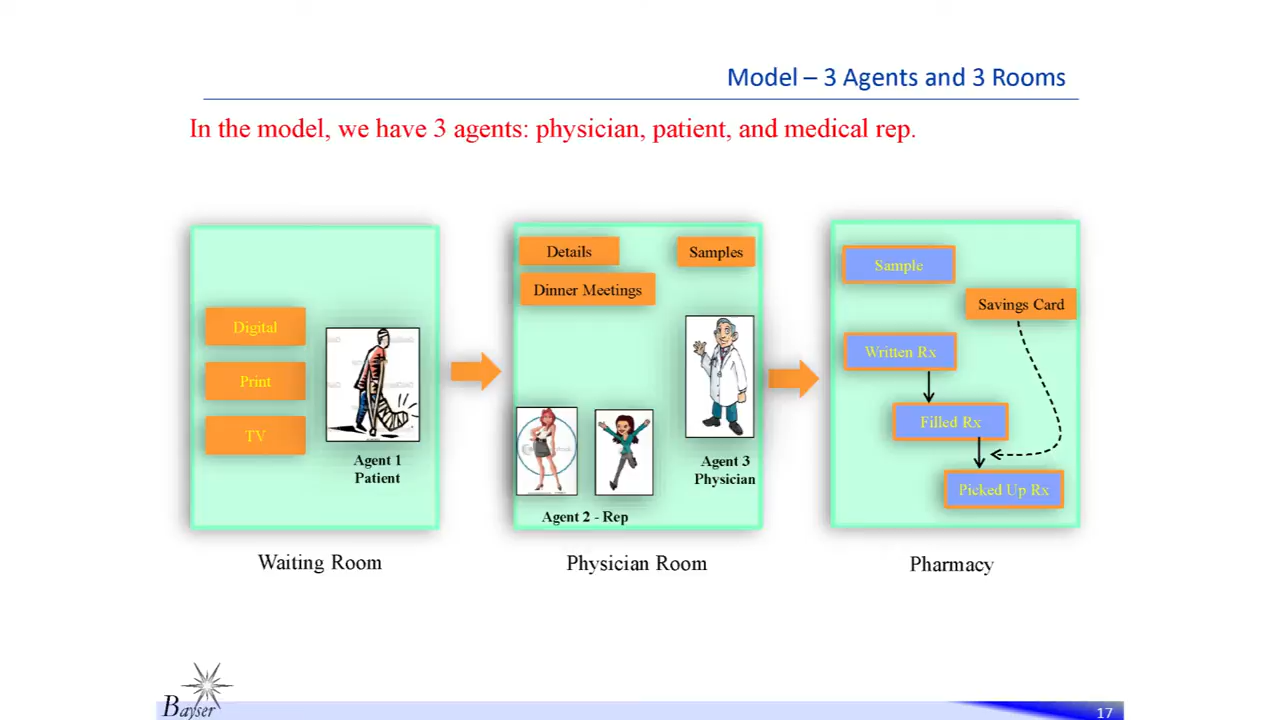 Model – 3 Agents and 3 Rooms
In the model, we have 3 agents: physician, patient, and medical rep.
Digital
Print
TV
Agent 1
Patient
Waiting Room
Details
Samples
Dinner Meetings
Agent 2 - Rep
Agent 3
Physician
Physician Room
Sample
Savings Card
Written Rx
Filled Rx
Picked Up Rx
Pharmacy
Bayser
17